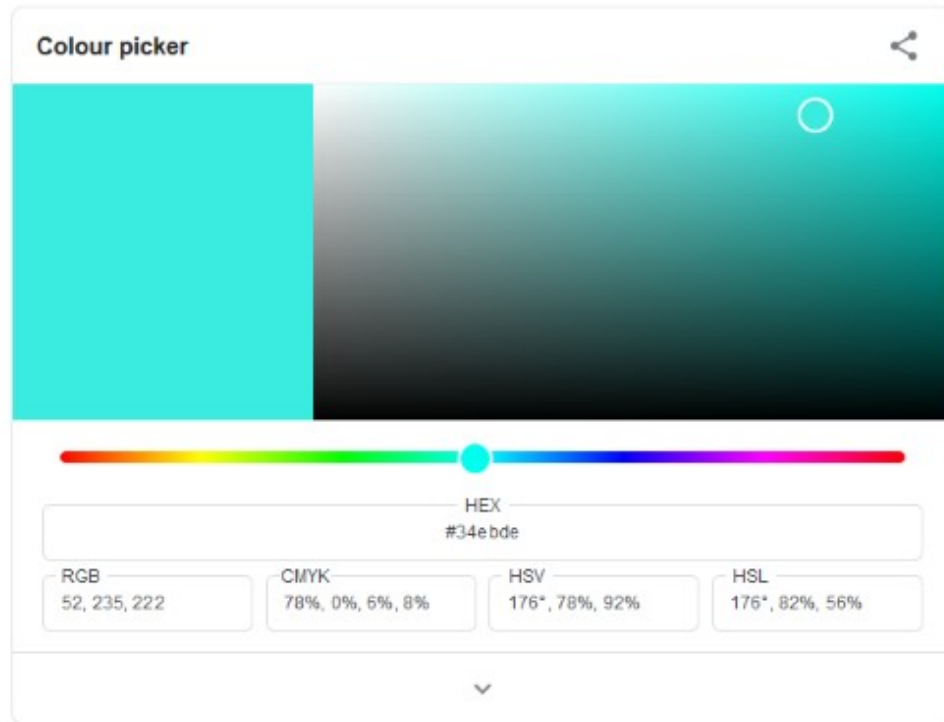 Colour picker
HEX
#34ebde
RGB
52, 235, 222
CMYK
78%, 0%, 6%, 8%
HSV
176°, 78%, 92%
HSL
176°, 82%, 56%